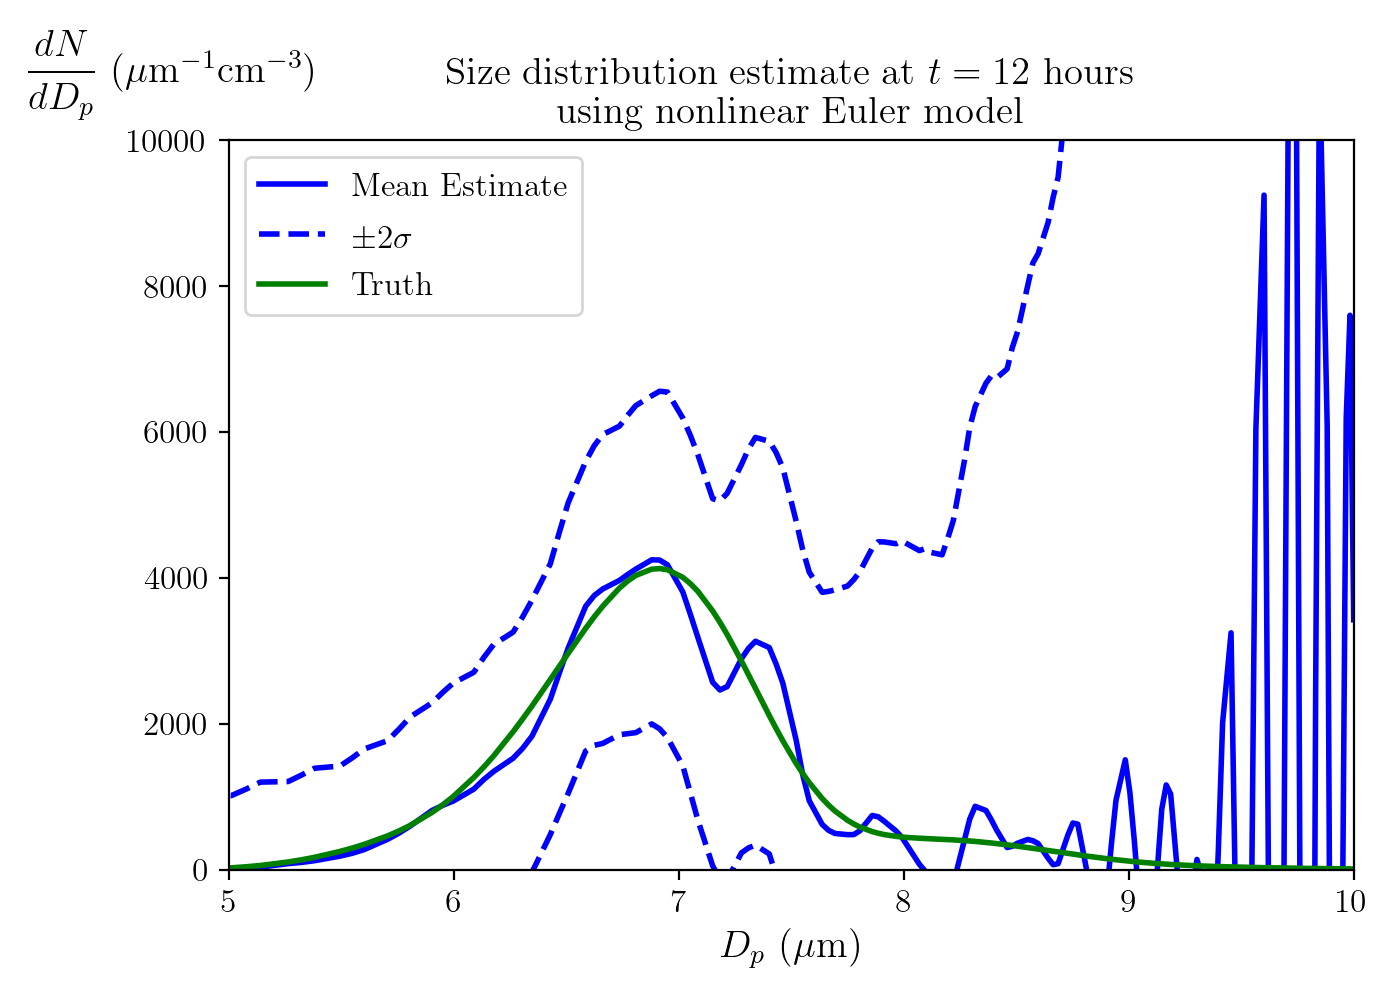 dN/dD_p (μm⁻¹cm⁻³)
Size distribution estimate at t = 12 hours
using nonlinear Euler model
10000
8000
6000
4000
2000
0
Mean Estimate
±2σ
Truth
5 6 7 8 9 10
D_p (μm)